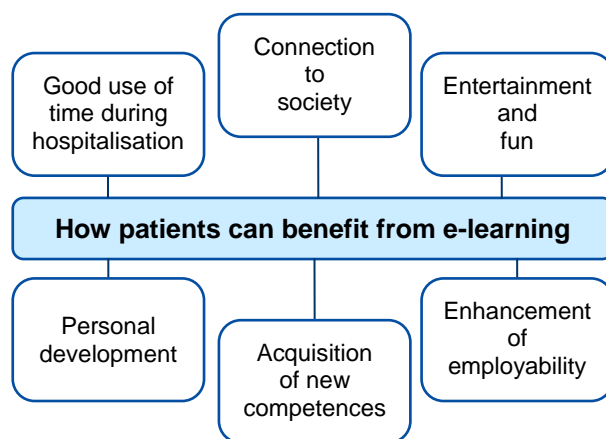 Good use of
time during
hospitalisation
Connection
to
society
Entertainment
and
fun
How patients can benefit from e-learning
Personal
development
Acquisition
of new
competences
Enhancement
of
employability